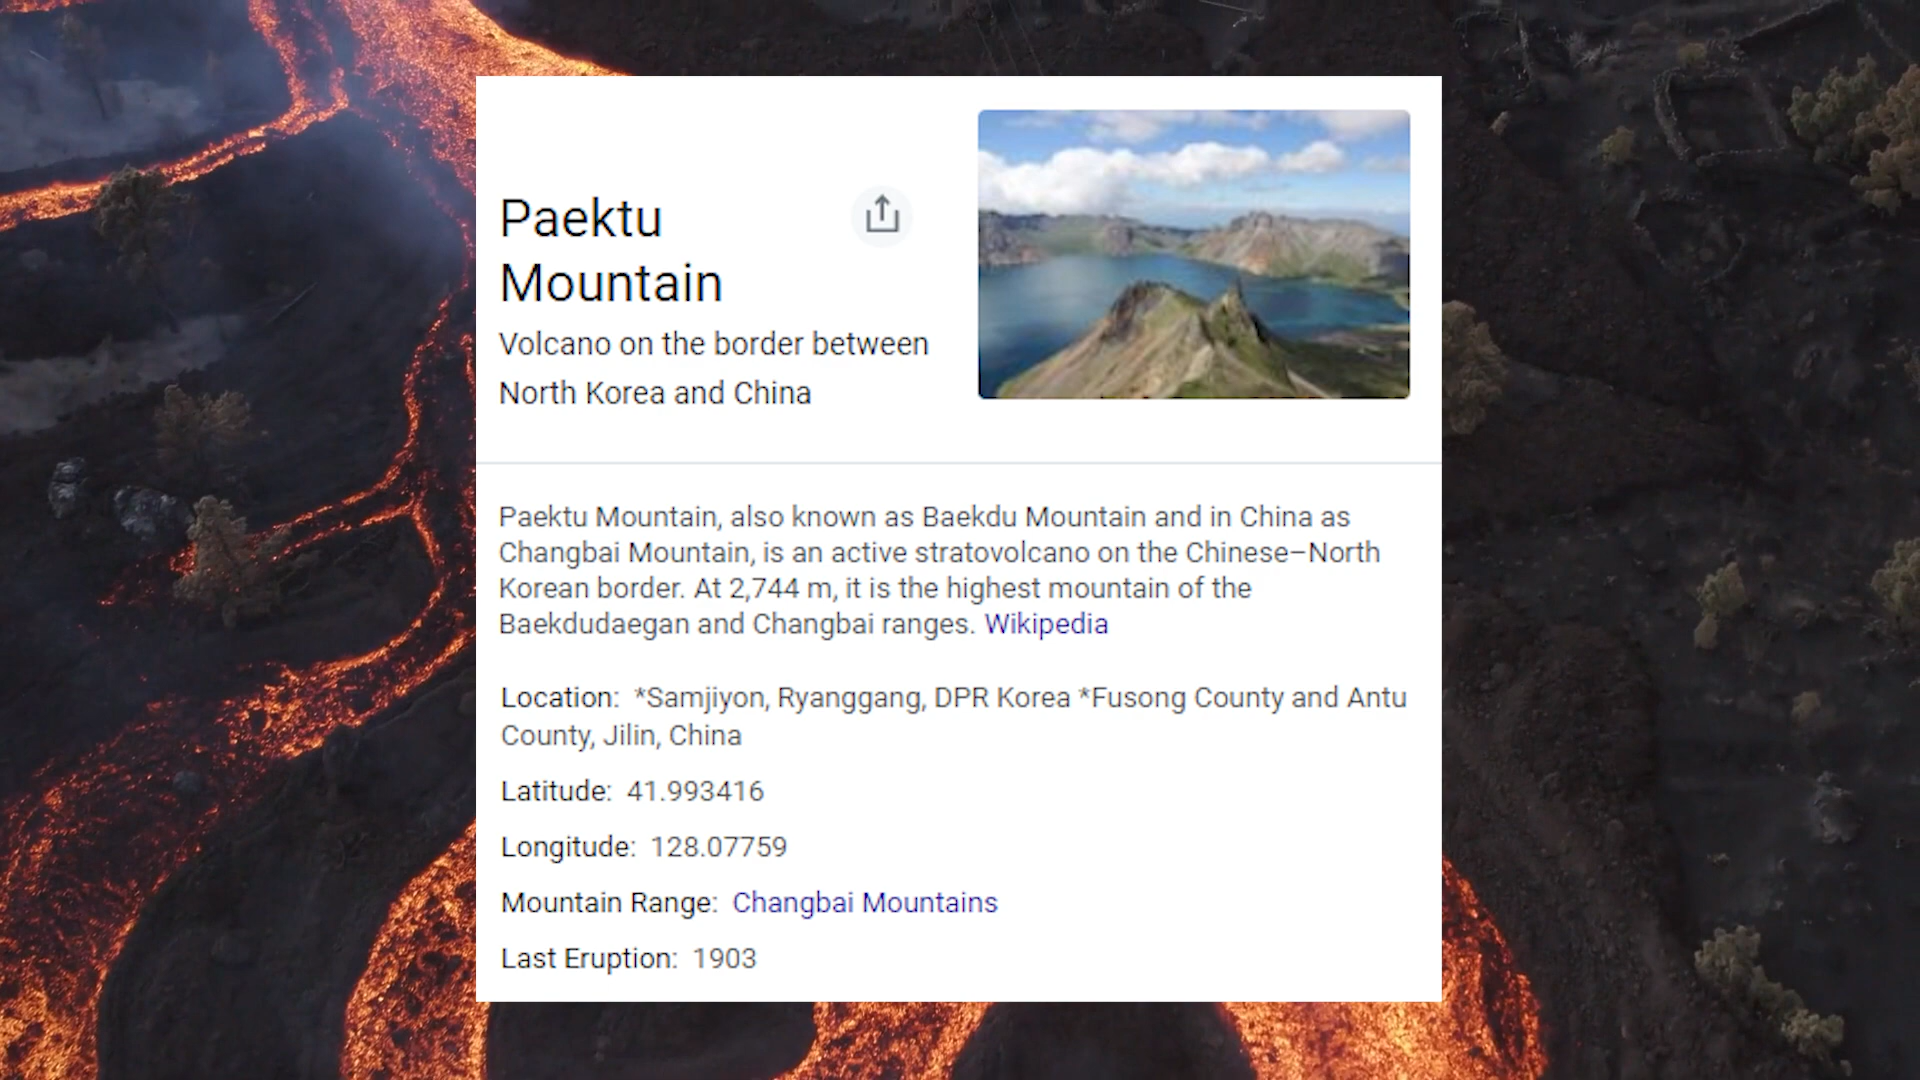 Paektu
Mountain
Volcano on the border between
North Korea and China
Paektu Mountain, also known as Baekdu Mountain and in China as
Changbai Mountain, is an active stratovolcano on the Chinese–North
Korean border. At 2,744 m, it is the highest mountain of the
Baekdudaegan and Changbai ranges. Wikipedia
Location: *Samjiyon, Ryanggang, DPR Korea *Fusong County and Antu
County, Jilin, China
Latitude: 41.993416
Longitude: 128.07759
Mountain Range: Changbai Mountains
Last Eruption: 1903